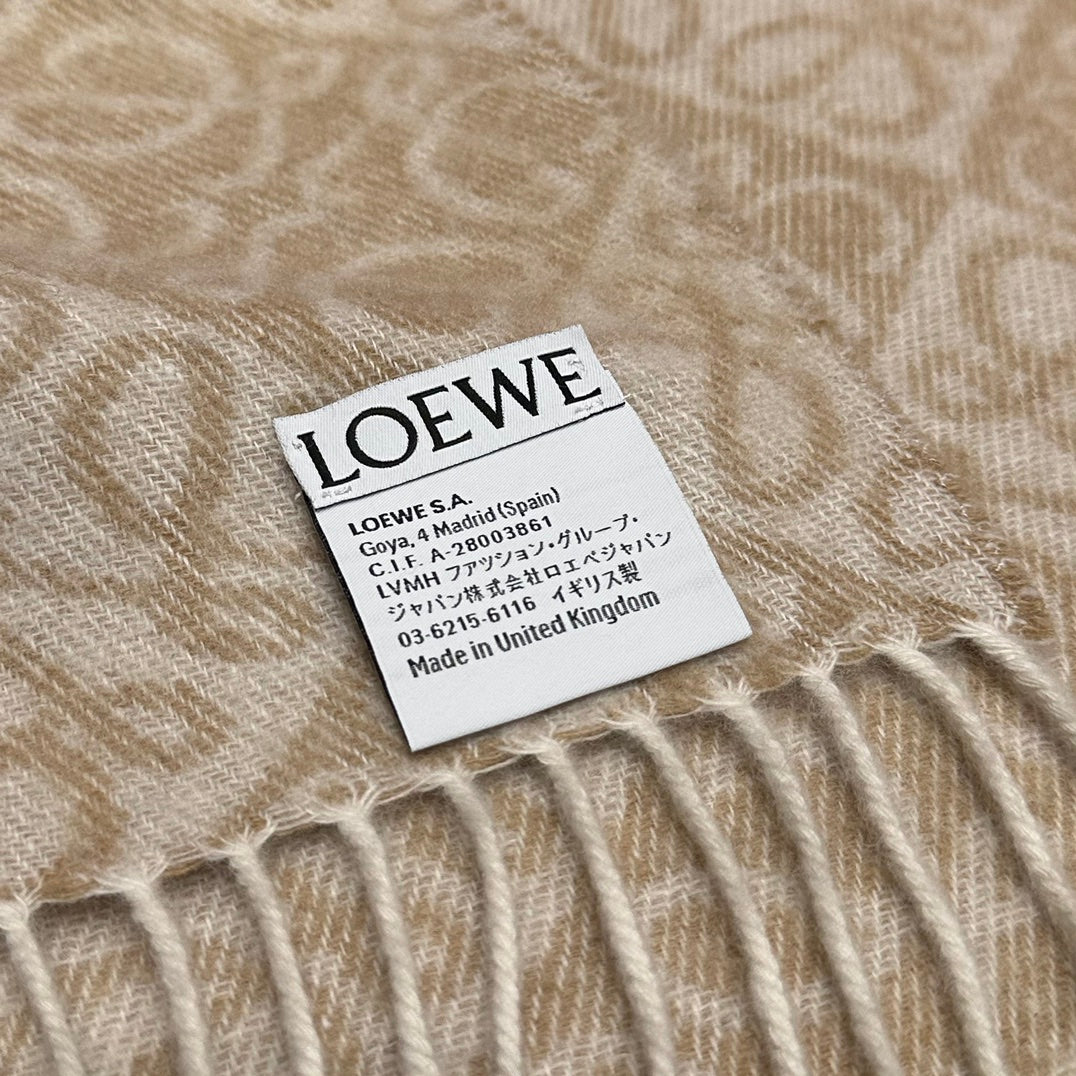 LOEWE
LOEWE S.A.
Goya, 4 Madrid (Spain)
C.I.F. A-28003861
LVMH ファッション・グループ・
ジャパン株式会社ロエベジャパン
03-6215-6116 イギリス製
Made in United Kingdom